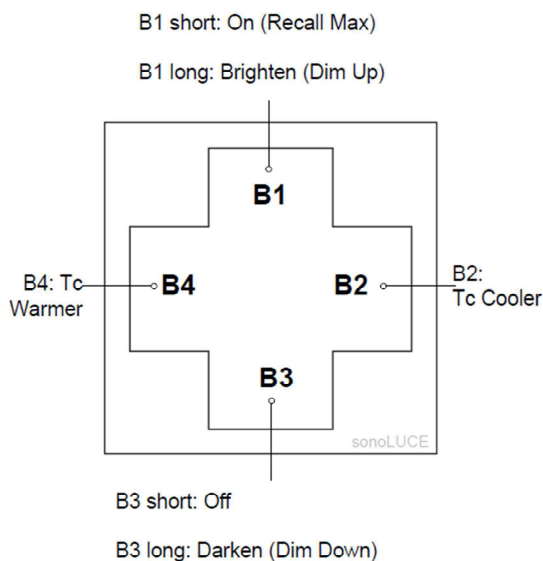 B1 short: On (Recall Max)
B1 long: Brighten (Dim Up)
B1
B4: Tc
Warmer
B4
B2
B2:
Tc Cooler
B3
sonoLUCE
B3 short: Off
B3 long: Darken (Dim Down)